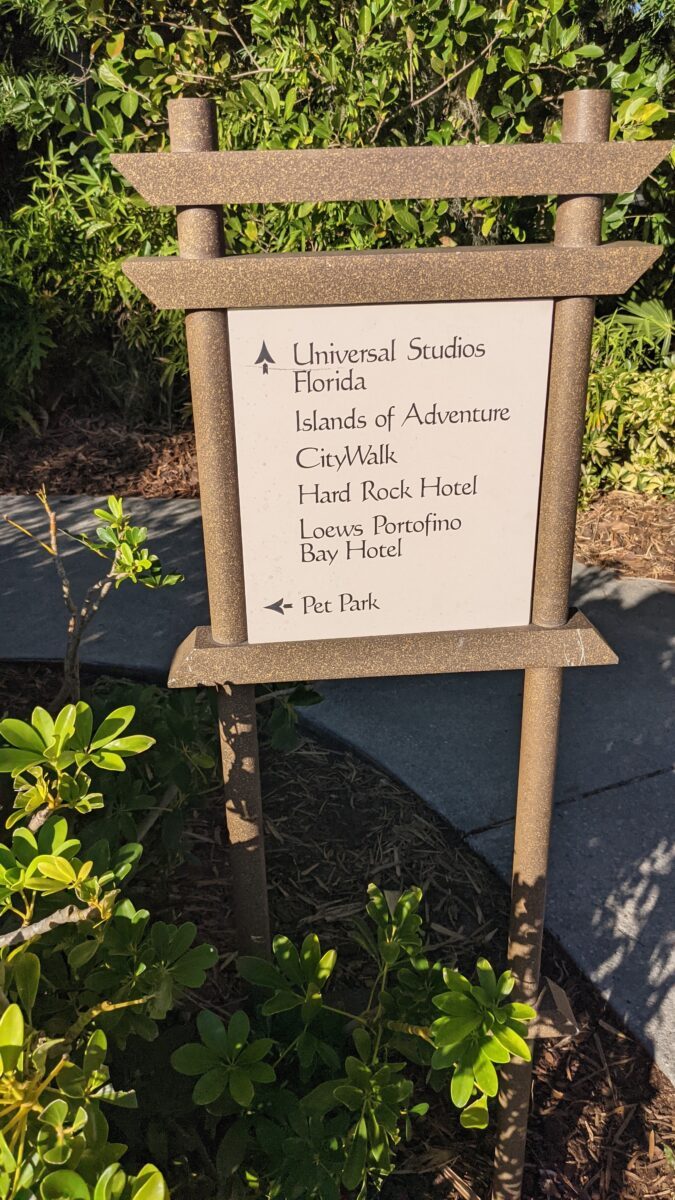 Universal Studios
Florida
Islands of Adventure
CityWalk
Hard Rock Hotel
Loews Portofino
Bay Hotel
Pet Park